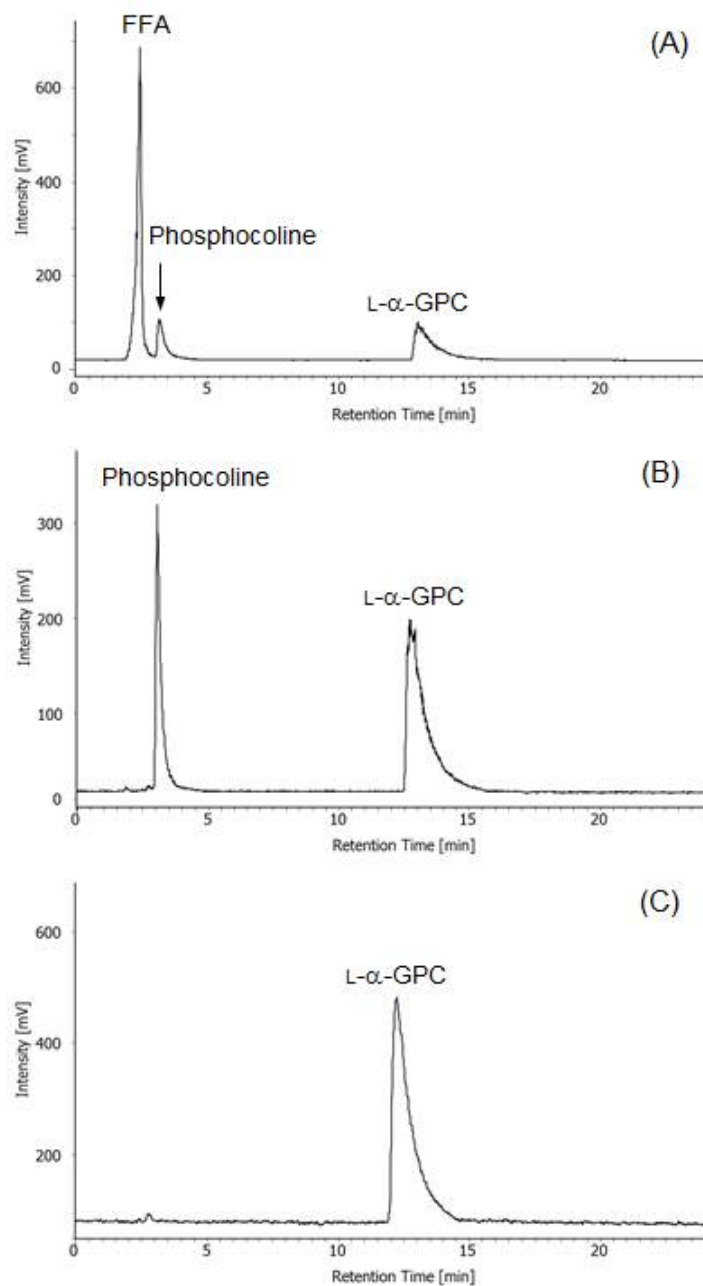 FFA
(A)
600
Phosphocoline
400
L-α-GPC
200
0
Intensity [mV]
0 5 10 15 20
Retention Time [min]
(B)
Phosphocoline
300
L-α-GPC
200
100
0
Intensity [mV]
0 5 10 15 20
Retention Time [min]
(C)
600
L-α-GPC
400
200
Intensity [mV]
0 5 10 15 20
Retention Time [min]